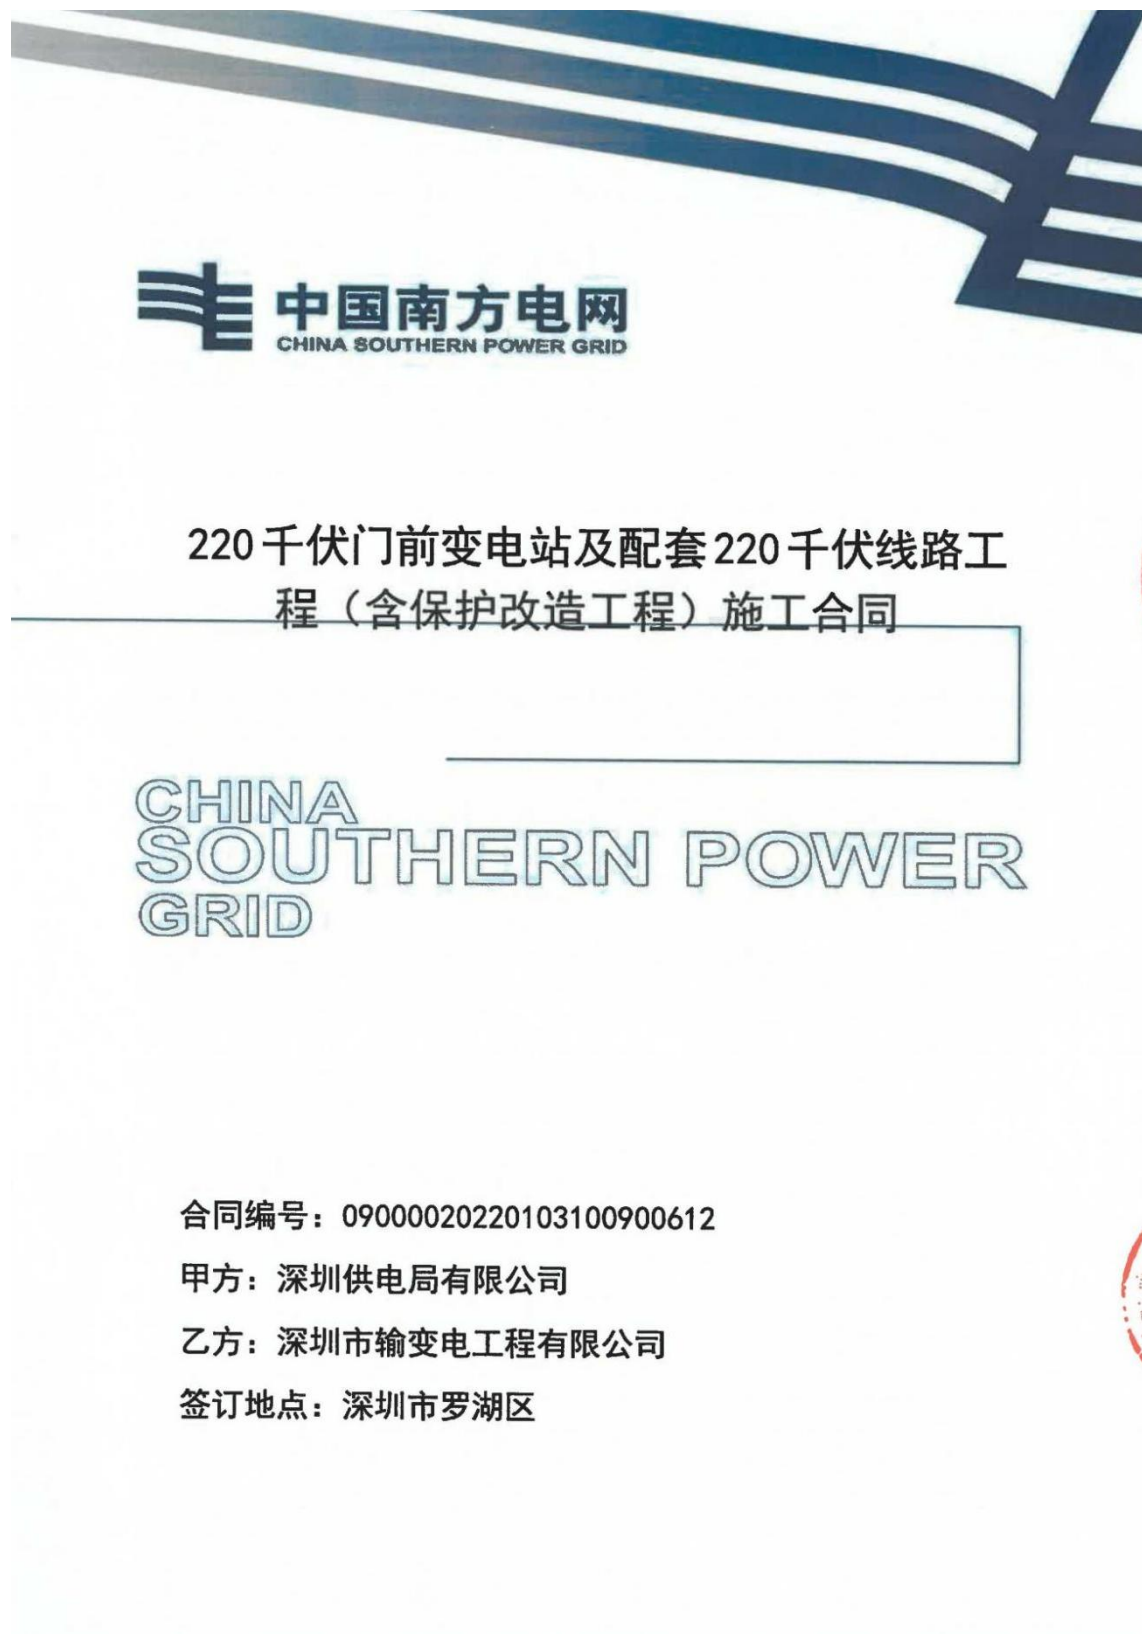 中国南方电网
CHINA SOUTHERN POWER GRID
220千伏门前变电站及配套220千伏线路工
程（含保护改造工程）施工合同
CHINA
SOUTHERN POWER
GRID
合同编号：0900002022010310090​0612
甲方：深圳供电局有限公司
乙方：深圳市输变电工程有限公司
签订地点：深圳市罗湖区